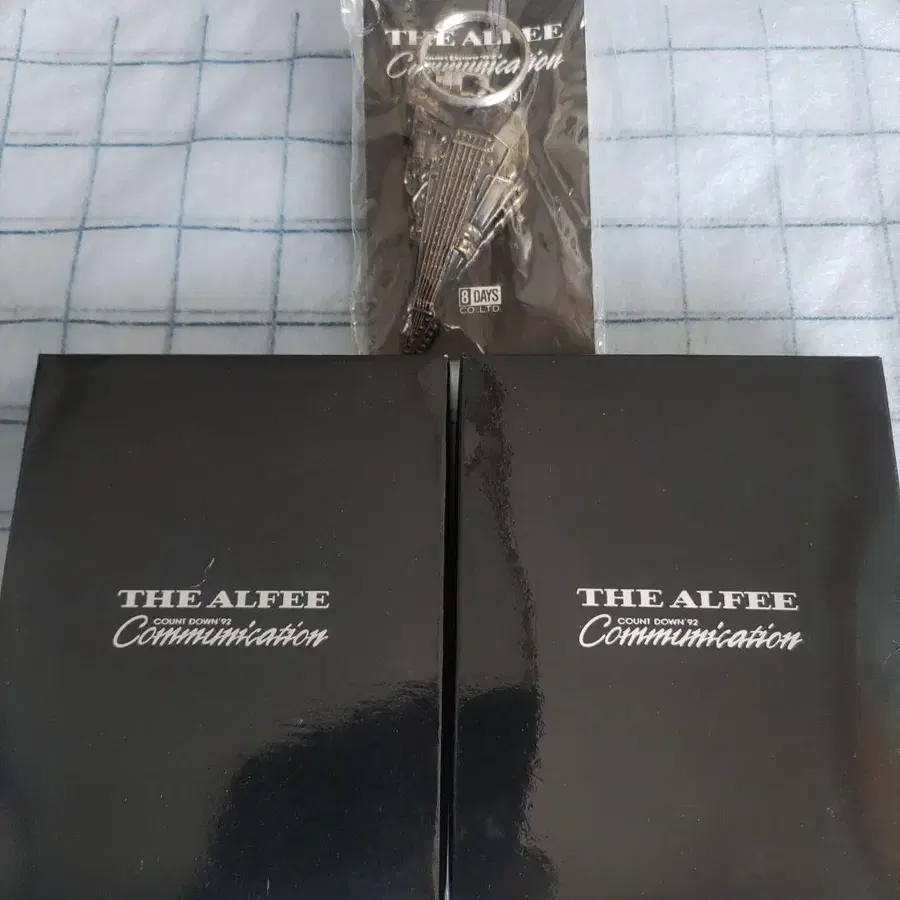 THE ALFEE
Communication
8 DAYS
CO.,LTD.
THE ALFEE
COUNT DOWN '92
Communication
THE ALFEE
COUNT DOWN '92
Communication